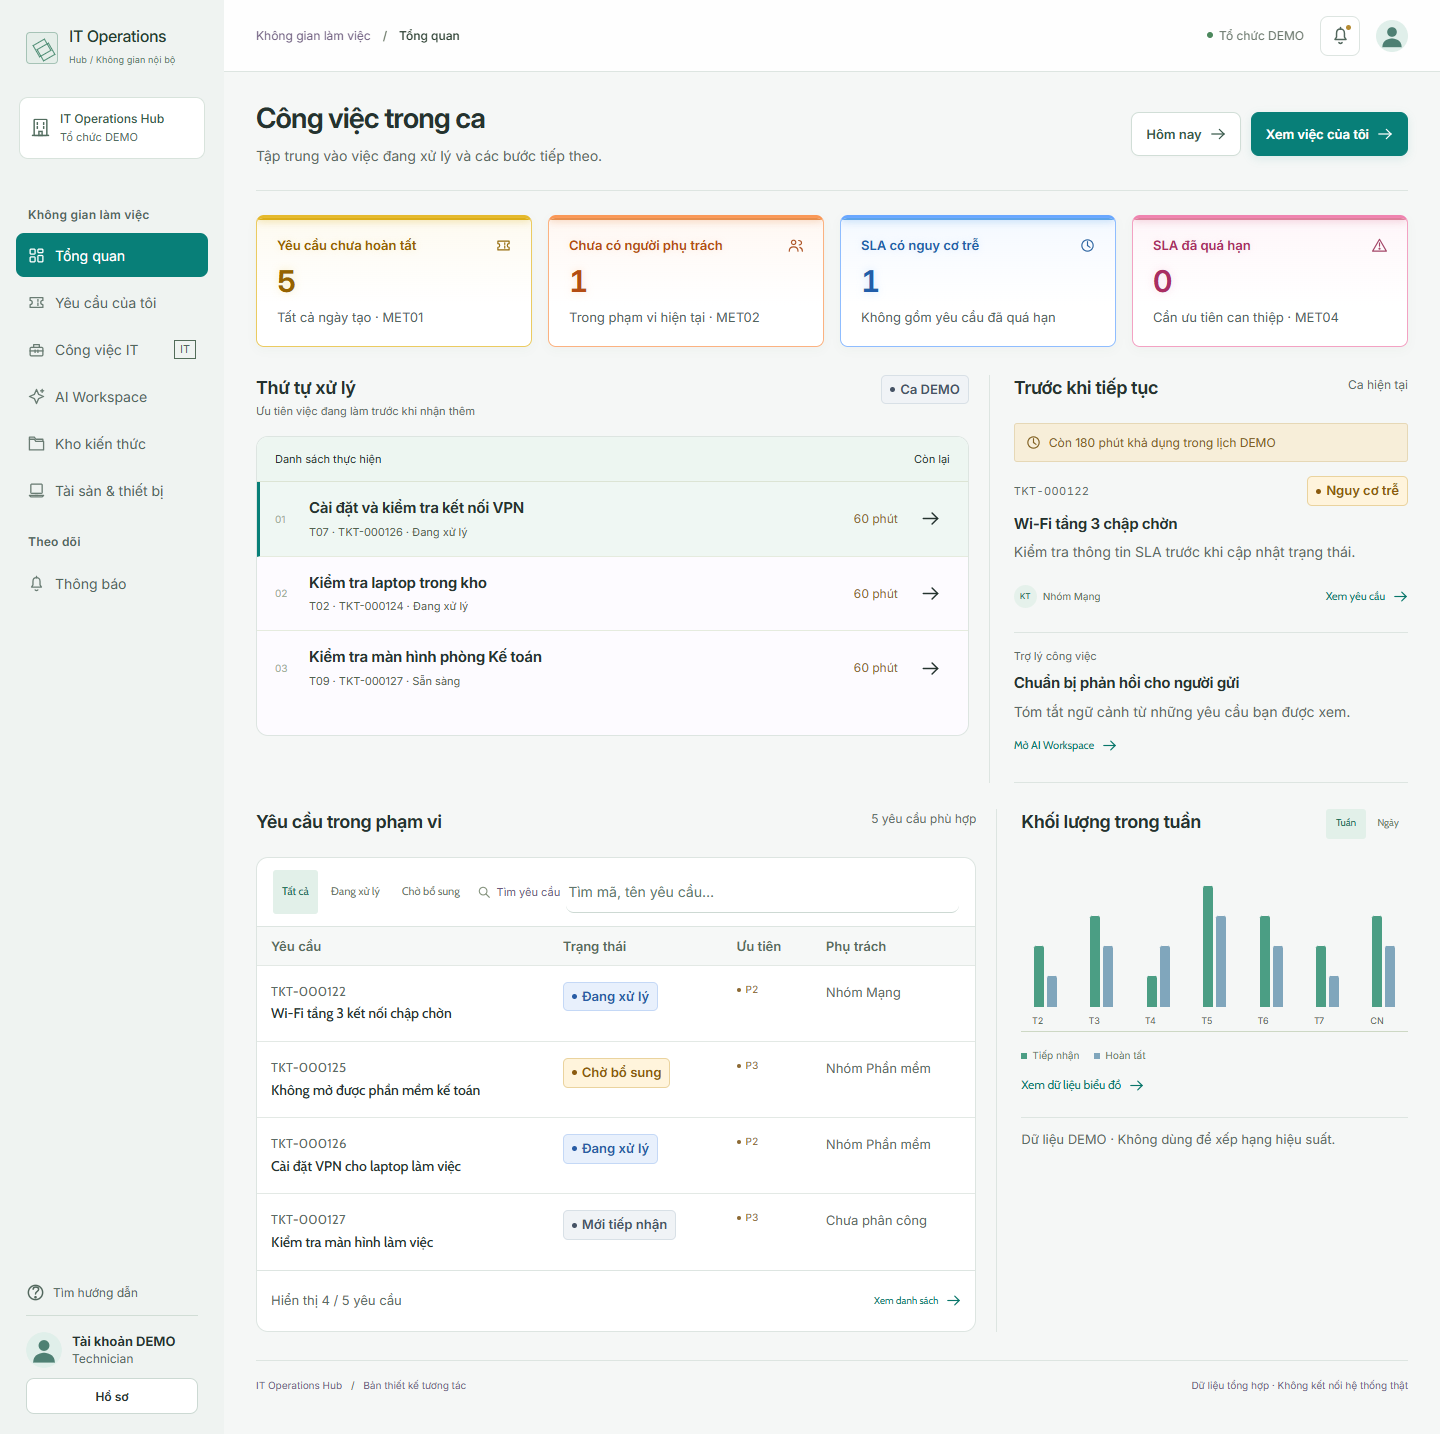 IT Operations
Hub / Không gian nội bộ
IT Operations Hub
Tổ chức DEMO
Không gian làm việc
Tổng quan
Yêu cầu của tôi
Công việc IT
IT
AI Workspace
Kho kiến thức
Tài sản & thiết bị
Theo dõi
Thông báo
Tìm hướng dẫn
Tài khoản DEMO
Technician
Hồ sơ
Không gian làm việc / Tổng quan
Tổ chức DEMO
Công việc trong ca
Tập trung vào việc đang xử lý và các bước tiếp theo.
Hôm nay
Xem việc của tôi
Yêu cầu chưa hoàn tất
5
Tất cả ngày tạo · MET01
Chưa có người phụ trách
1
Trong phạm vi hiện tại · MET02
SLA có nguy cơ trễ
1
Không gồm yêu cầu đã quá hạn
SLA đã quá hạn
0
Cần ưu tiên can thiệp · MET04
Thứ tự xử lý
Ưu tiên việc đang làm trước khi nhận thêm
Ca DEMO
Danh sách thực hiện
Còn lại
01
Cài đặt và kiểm tra kết nối VPN
T07 · TKT-000126 · Đang xử lý
60 phút
02
Kiểm tra laptop trong kho
T02 · TKT-000124 · Đang xử lý
60 phút
03
Kiểm tra màn hình phòng Kế toán
T09 · TKT-000127 · Sẵn sàng
60 phút
Trước khi tiếp tục
Ca hiện tại
Còn 180 phút khả dụng trong lịch DEMO
TKT-000122
Nguy cơ trễ
Wi-Fi tầng 3 chập chờn
Kiểm tra thông tin SLA trước khi cập nhật trạng thái.
KT
Nhóm Mạng
Xem yêu cầu
Trợ lý công việc
Chuẩn bị phản hồi cho người gửi
Tóm tắt ngữ cảnh từ những yêu cầu bạn được xem.
Mở AI Workspace
Yêu cầu trong phạm vi
5 yêu cầu phù hợp
Tất cả
Đang xử lý
Chờ bổ sung
Tìm yêu cầu
Tìm mã, tên yêu cầu...
Yêu cầu
Trạng thái
Ưu tiên
Phụ trách
TKT-000122
Wi-Fi tầng 3 kết nối chập chờn
Đang xử lý
P2
Nhóm Mạng
TKT-000125
Không mở được phần mềm kế toán
Chờ bổ sung
P3
Nhóm Phần mềm
TKT-000126
Cài đặt VPN cho laptop làm việc
Đang xử lý
P2
Nhóm Phần mềm
TKT-000127
Kiểm tra màn hình làm việc
Mới tiếp nhận
P3
Chưa phân công
Hiển thị 4 / 5 yêu cầu
Xem danh sách
Khối lượng trong tuần
Tuần
Ngày
T2
T3
T4
T5
T6
T7
CN
Tiếp nhận
Hoàn tất
Xem dữ liệu biểu đồ
Dữ liệu DEMO · Không dùng để xếp hạng hiệu suất.
IT Operations Hub / Bản thiết kế tương tác
Dữ liệu tổng hợp · Không kết nối hệ thống thật